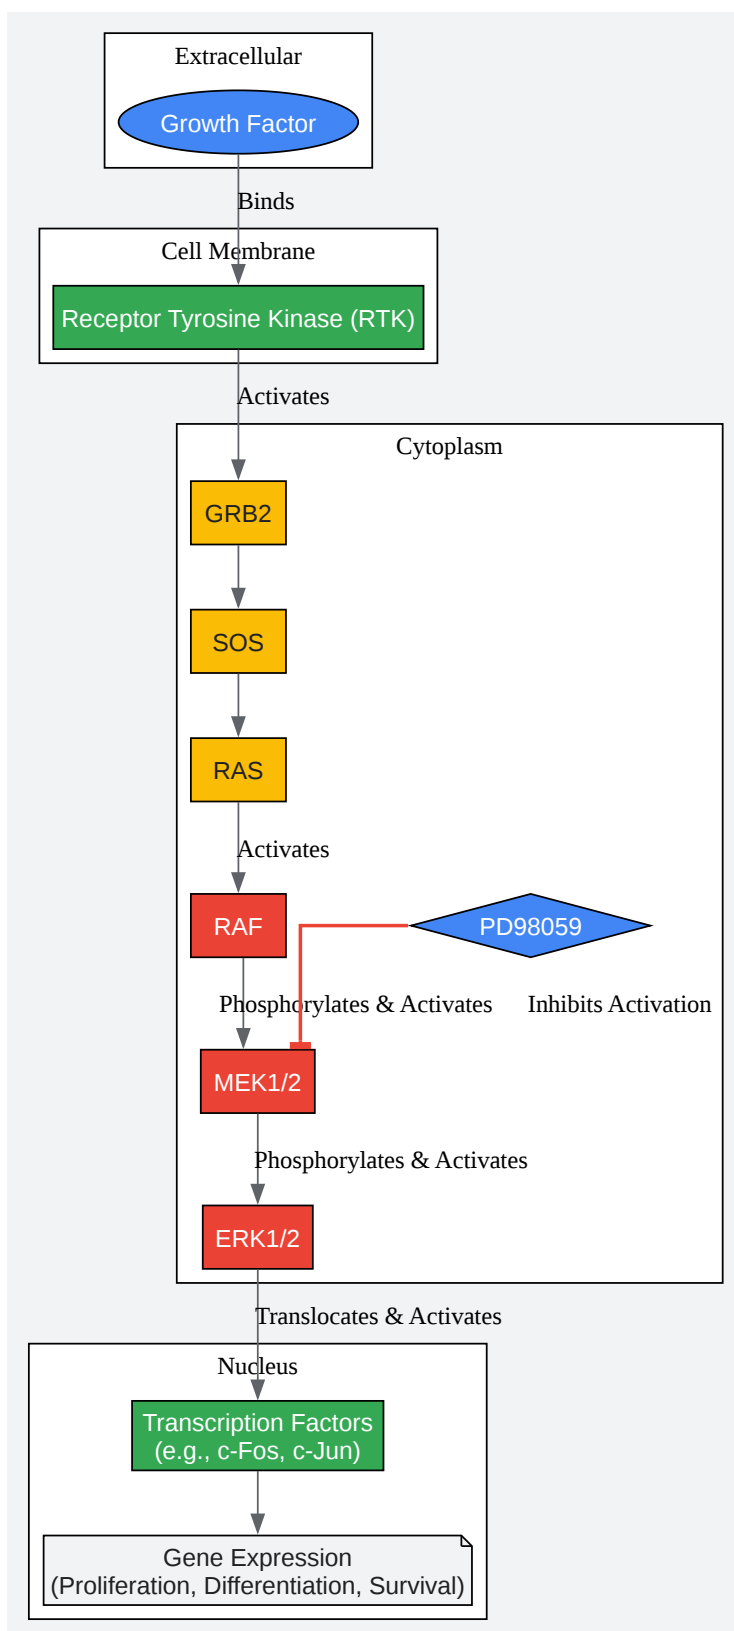 Extracellular
Growth Factor
Binds
Cell Membrane
Receptor Tyrosine Kinase (RTK)
Activates
Cytoplasm
GRB2
SOS
RAS
Activates
RAF
PD98059
Phosphorylates & Activates
Inhibits Activation
MEK1/2
Phosphorylates & Activates
ERK1/2
Translocates & Activates
Nucleus
Transcription Factors
(e.g., c-Fos, c-Jun)
Gene Expression
(Proliferation, Differentiation, Survival)